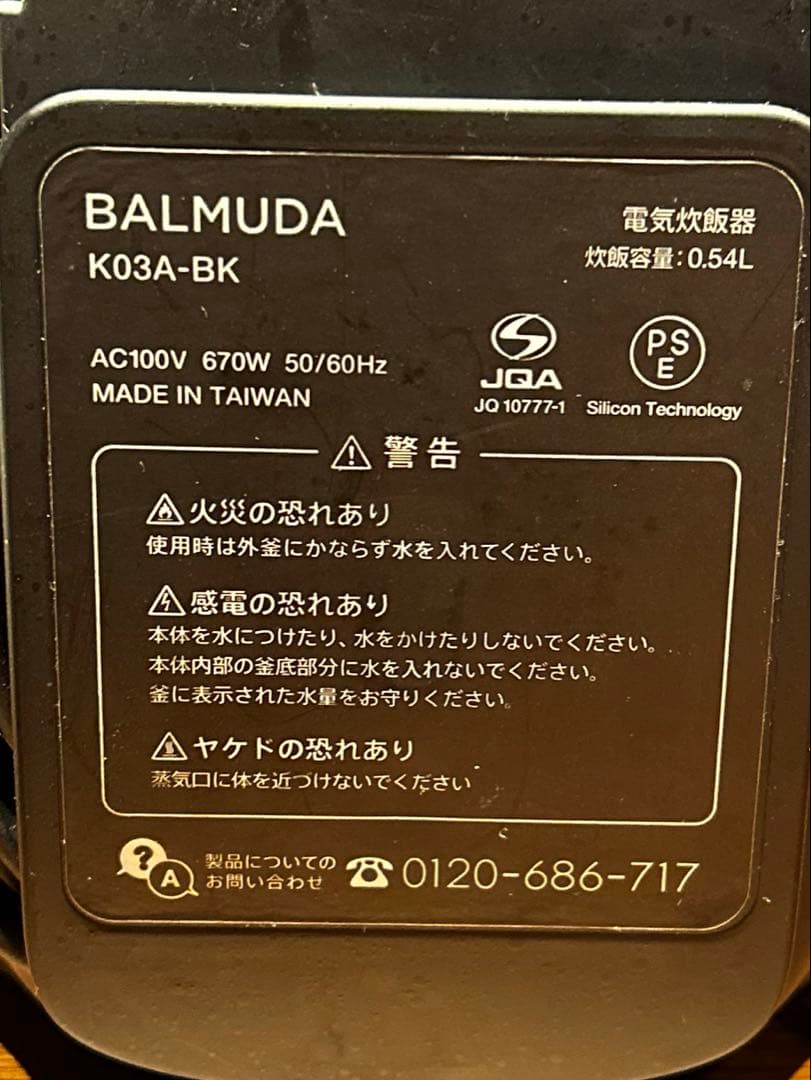 BALMUDA
電気炊飯器
K03A-BK
炊飯容量:0.54L
AC100V 670W 50/60Hz
MADE IN TAIWAN
JQA
JQ 10777-1
PS
E
Silicon Technology
警告
火災の恐れあり
使用時は外釜にかならず水を入れてください。
感電の恐れあり
本体を水につけたり、水をかけたりしないでください。
本体内部の釜底部分に水を入れないでください。
釜に表示された水量をお守りください。
ヤケドの恐れあり
蒸気口に体を近づけないでください
? A
製品についての
お問い合わせ
☎ 0120-686-717